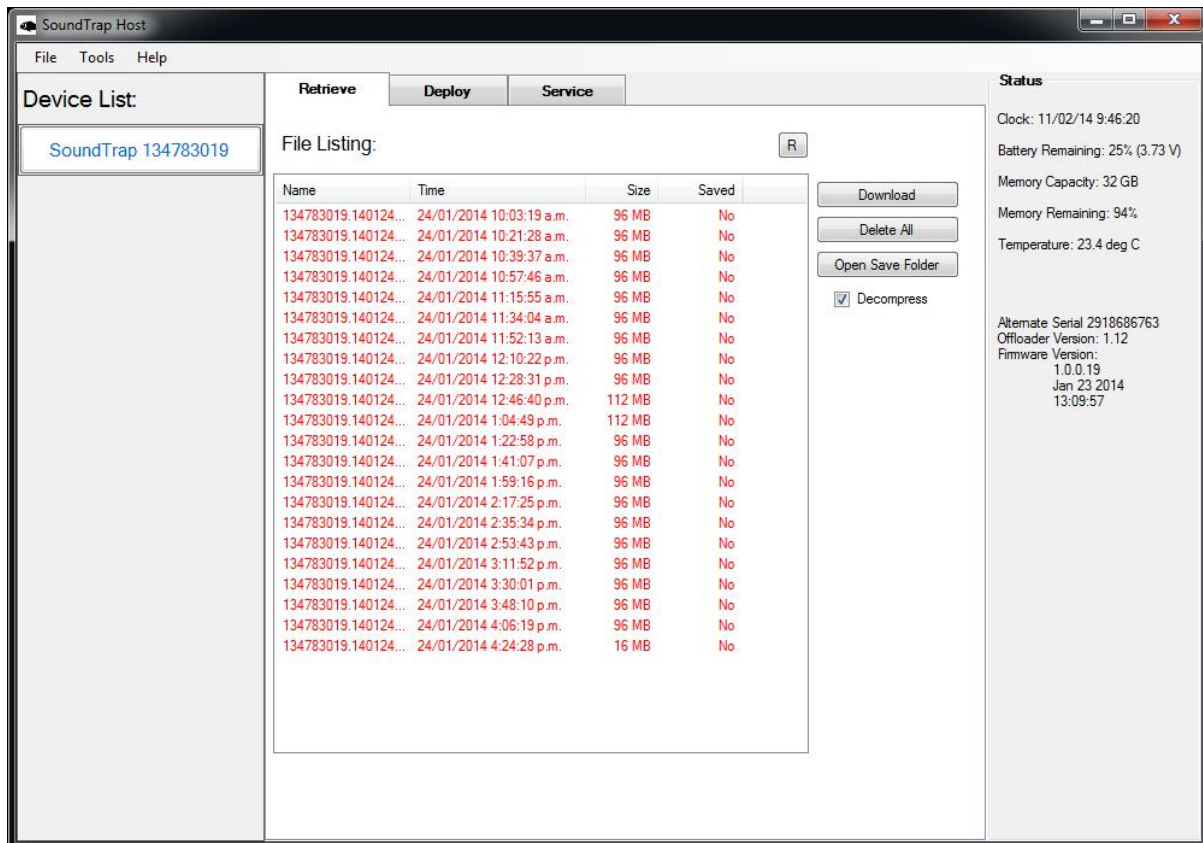 SoundTrap Host
File Tools Help
Device List:
SoundTrap 134783019
Retrieve Deploy Service
File Listing:
R
Name Time Size Saved
134783019.140124... 24/01/2014 10:03:19 a.m. 96 MB No
134783019.140124... 24/01/2014 10:21:28 a.m. 96 MB No
134783019.140124... 24/01/2014 10:39:37 a.m. 96 MB No
134783019.140124... 24/01/2014 10:57:46 a.m. 96 MB No
134783019.140124... 24/01/2014 11:15:55 a.m. 96 MB No
134783019.140124... 24/01/2014 11:34:04 a.m. 96 MB No
134783019.140124... 24/01/2014 11:52:13 a.m. 96 MB No
134783019.140124... 24/01/2014 12:10:22 p.m. 96 MB No
134783019.140124... 24/01/2014 12:28:31 p.m. 96 MB No
134783019.140124... 24/01/2014 12:46:40 p.m. 112 MB No
134783019.140124... 24/01/2014 1:04:49 p.m. 112 MB No
134783019.140124... 24/01/2014 1:22:58 p.m. 96 MB No
134783019.140124... 24/01/2014 1:41:07 p.m. 96 MB No
134783019.140124... 24/01/2014 1:59:16 p.m. 96 MB No
134783019.140124... 24/01/2014 2:17:25 p.m. 96 MB No
134783019.140124... 24/01/2014 2:35:34 p.m. 96 MB No
134783019.140124... 24/01/2014 2:53:43 p.m. 96 MB No
134783019.140124... 24/01/2014 3:11:52 p.m. 96 MB No
134783019.140124... 24/01/2014 3:30:01 p.m. 96 MB No
134783019.140124... 24/01/2014 3:48:10 p.m. 96 MB No
134783019.140124... 24/01/2014 4:06:19 p.m. 96 MB No
134783019.140124... 24/01/2014 4:24:28 p.m. 16 MB No
Download
Delete All
Open Save Folder
Decompress
Status
Clock: 11/02/14 9:46:20
Battery Remaining: 25% (3.73 V)
Memory Capacity: 32 GB
Memory Remaining: 94%
Temperature: 23.4 deg C
Alternate Serial 2918686763
Offloader Version: 1.12
Firmware Version:
1.0.0.19
Jan 23 2014
13:09:57